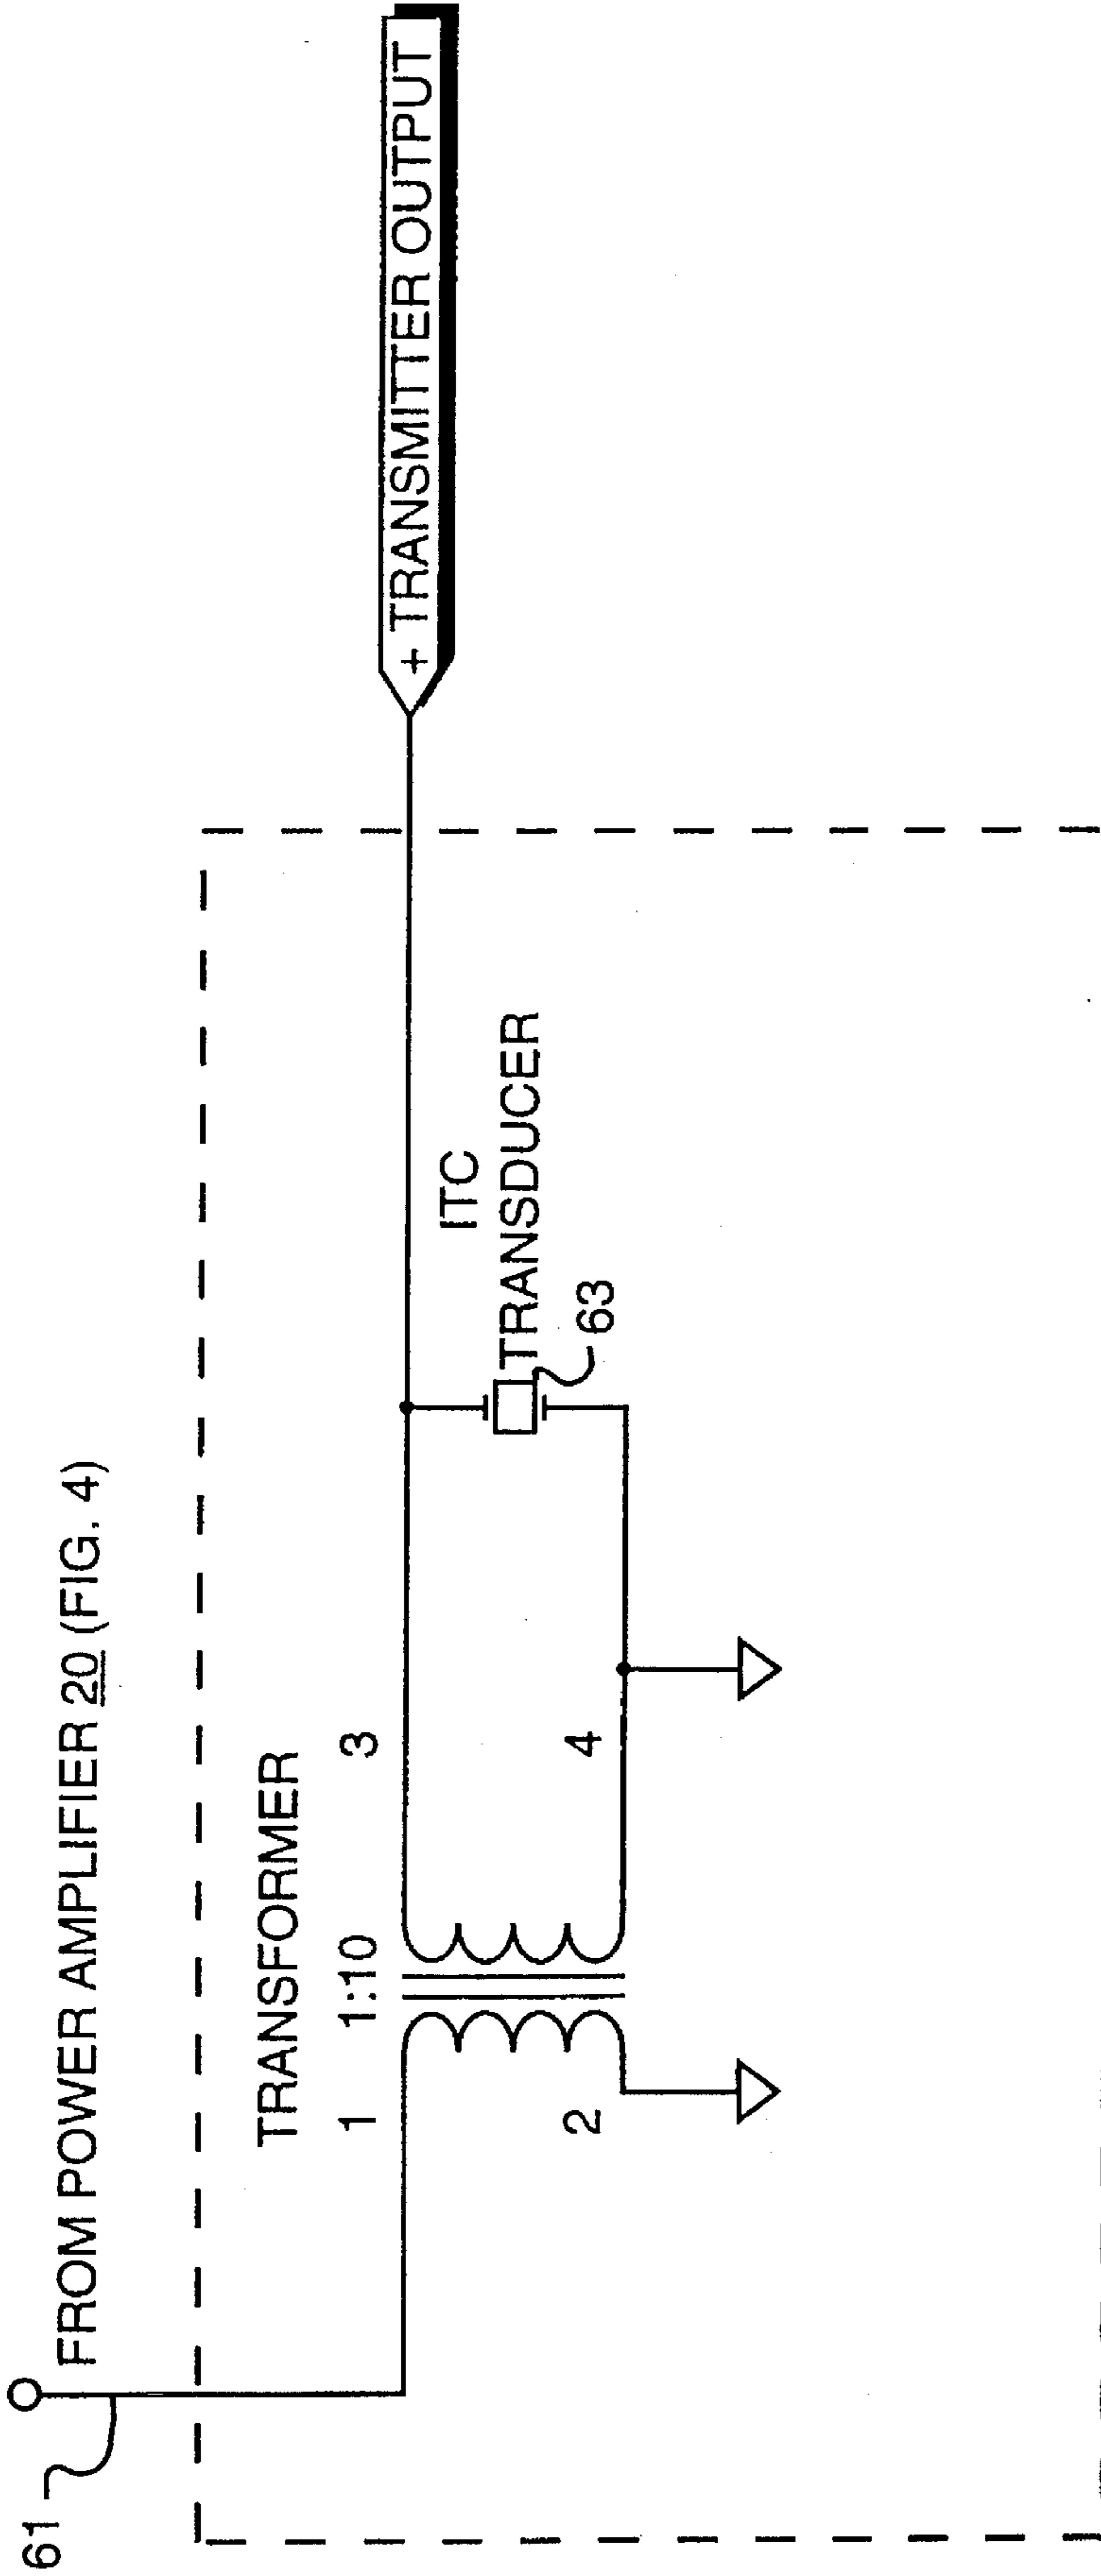 61
FROM POWER AMPLIFIER 20 (FIG. 4)
TRANSFORMER
1 1:10 3
2 4
ITC
TRANSDUCER
63
+ TRANSMITTER OUTPUT